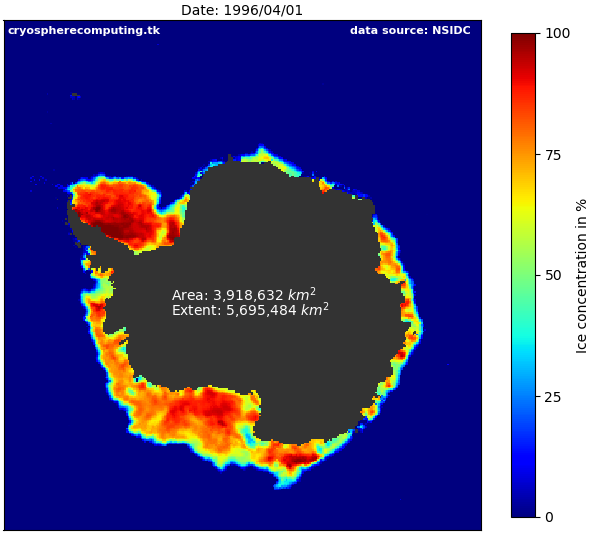 Date: 1996/04/01
cryospherecomputing.tk
data source: NSIDC
Area: 3,918,632 km²
Extent: 5,695,484 km²
100
75
50
25
0
Ice concentration in %